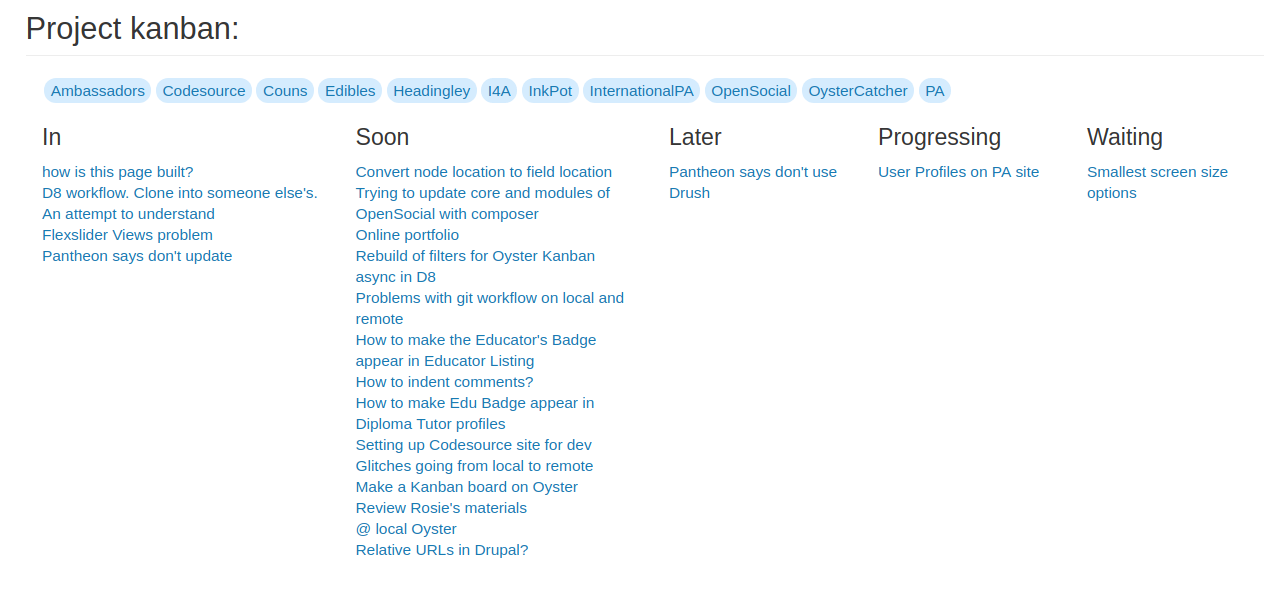 Project kanban:
Ambassadors Codesource Couns Edibles Headingley I4A InkPot InternationalPA OpenSocial OysterCatcher PA
In
how is this page built?
D8 workflow. Clone into someone else's.
An attempt to understand
Flexslider Views problem
Pantheon says don't update
Soon
Convert node location to field location
Trying to update core and modules of
OpenSocial with composer
Online portfolio
Rebuild of filters for Oyster Kanban
async in D8
Problems with git workflow on local and
remote
How to make the Educator's Badge
appear in Educator Listing
How to indent comments?
How to make Edu Badge appear in
Diploma Tutor profiles
Setting up Codesource site for dev
Glitches going from local to remote
Make a Kanban board on Oyster
Review Rosie's materials
@ local Oyster
Relative URLs in Drupal?
Later
Pantheon says don't use
Drush
Progressing
User Profiles on PA site
Waiting
Smallest screen size
options